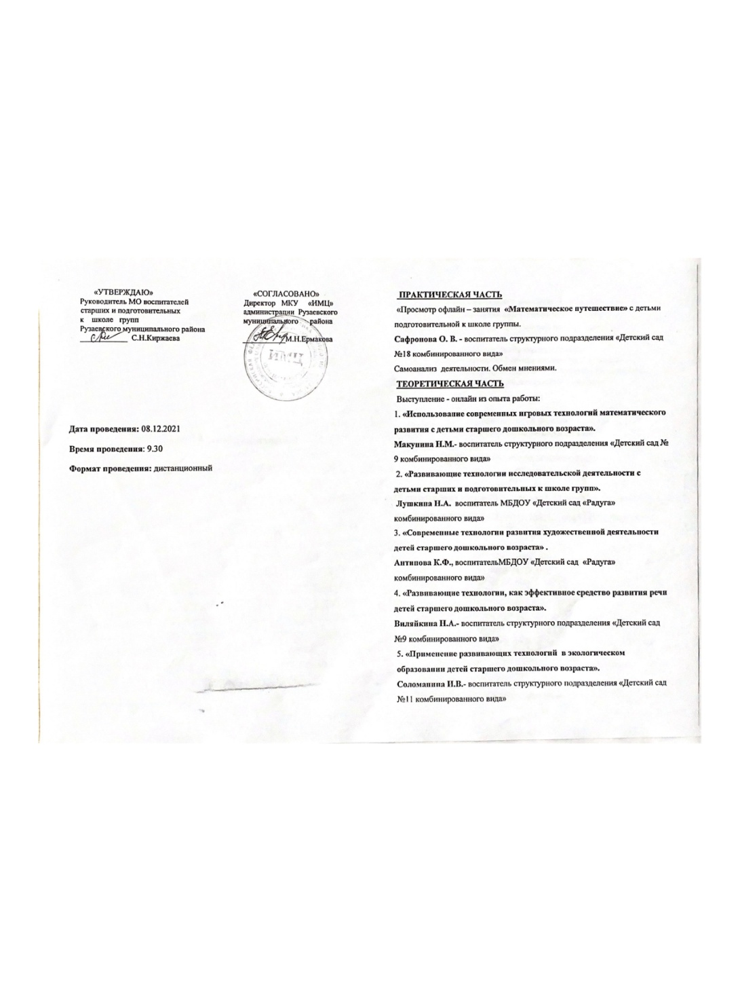 «УТВЕРЖДАЮ»
Руководитель МО воспитателей
старших и подготовительных
к школе групп
Рузаевского муниципального района
С.Н.Киржаева
«СОГЛАСОВАНО»
Директор МКУ «ИМЦ»
администрации Рузаевского
муниципального района
М.Н.Ермакова
ИМЦ
Дата проведения: 08.12.2021
Время проведения: 9.30
Формат проведения: дистанционный
ПРАКТИЧЕСКАЯ ЧАСТЬ
«Просмотр офлайн – занятия «Математическое путешествие» с детьми
подготовительной к школе группы.
Сафронова О. В. - воспитатель структурного подразделения «Детский сад
№18 комбинированного вида»
Самоанализ деятельности. Обмен мнениями.
ТЕОРЕТИЧЕСКАЯ ЧАСТЬ
Выступление - онлайн из опыта работы:
1. «Использование современных игровых технологий математического
развития с детьми старшего дошкольного возраста».
Макунина Н.М.- воспитатель структурного подразделения «Детский сад №
9 комбинированного вида»
2. «Развивающие технологии исследовательской деятельности с
детьми старших и подготовительных к школе групп».
Лушкина Н.А. воспитатель МБДОУ «Детский сад «Радуга»
комбинированного вида»
3. «Современные технологии развития художественной деятельности
детей старшего дошкольного возраста» .
Антипова К.Ф., воспитательМБДОУ «Детский сад «Радуга»
комбинированного вида»
4. «Развивающие технологии, как эффективное средство развития речи
детей старшего дошкольного возраста».
Виляйкина Н.А.- воспитатель структурного подразделения «Детский сад
№9 комбинированного вида»
5. «Применение развивающих технологий в экологическом
образовании детей старшего дошкольного возраста».
Соломанина И.В.- воспитатель структурного подразделения «Детский сад
№11 комбинированного вида»